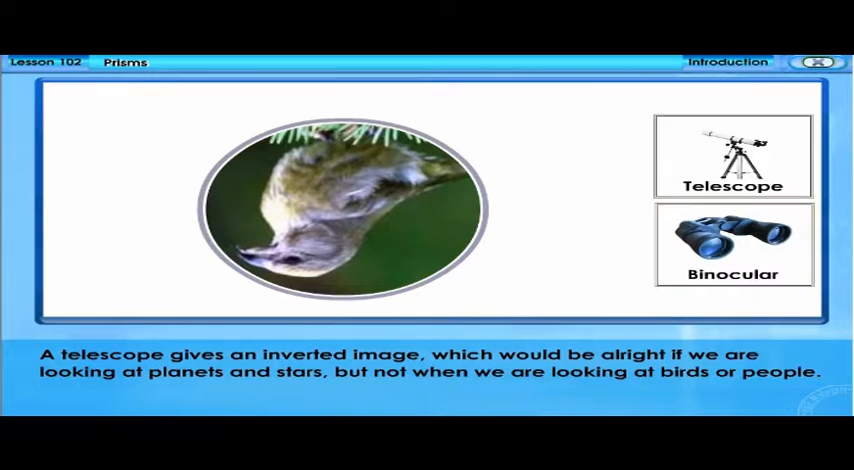 Lesson 102 Prisms Introduction
Telescope
Binocular
A telescope gives an inverted image, which would be alright if we are
looking at planets and stars, but not when we are looking at birds or people.